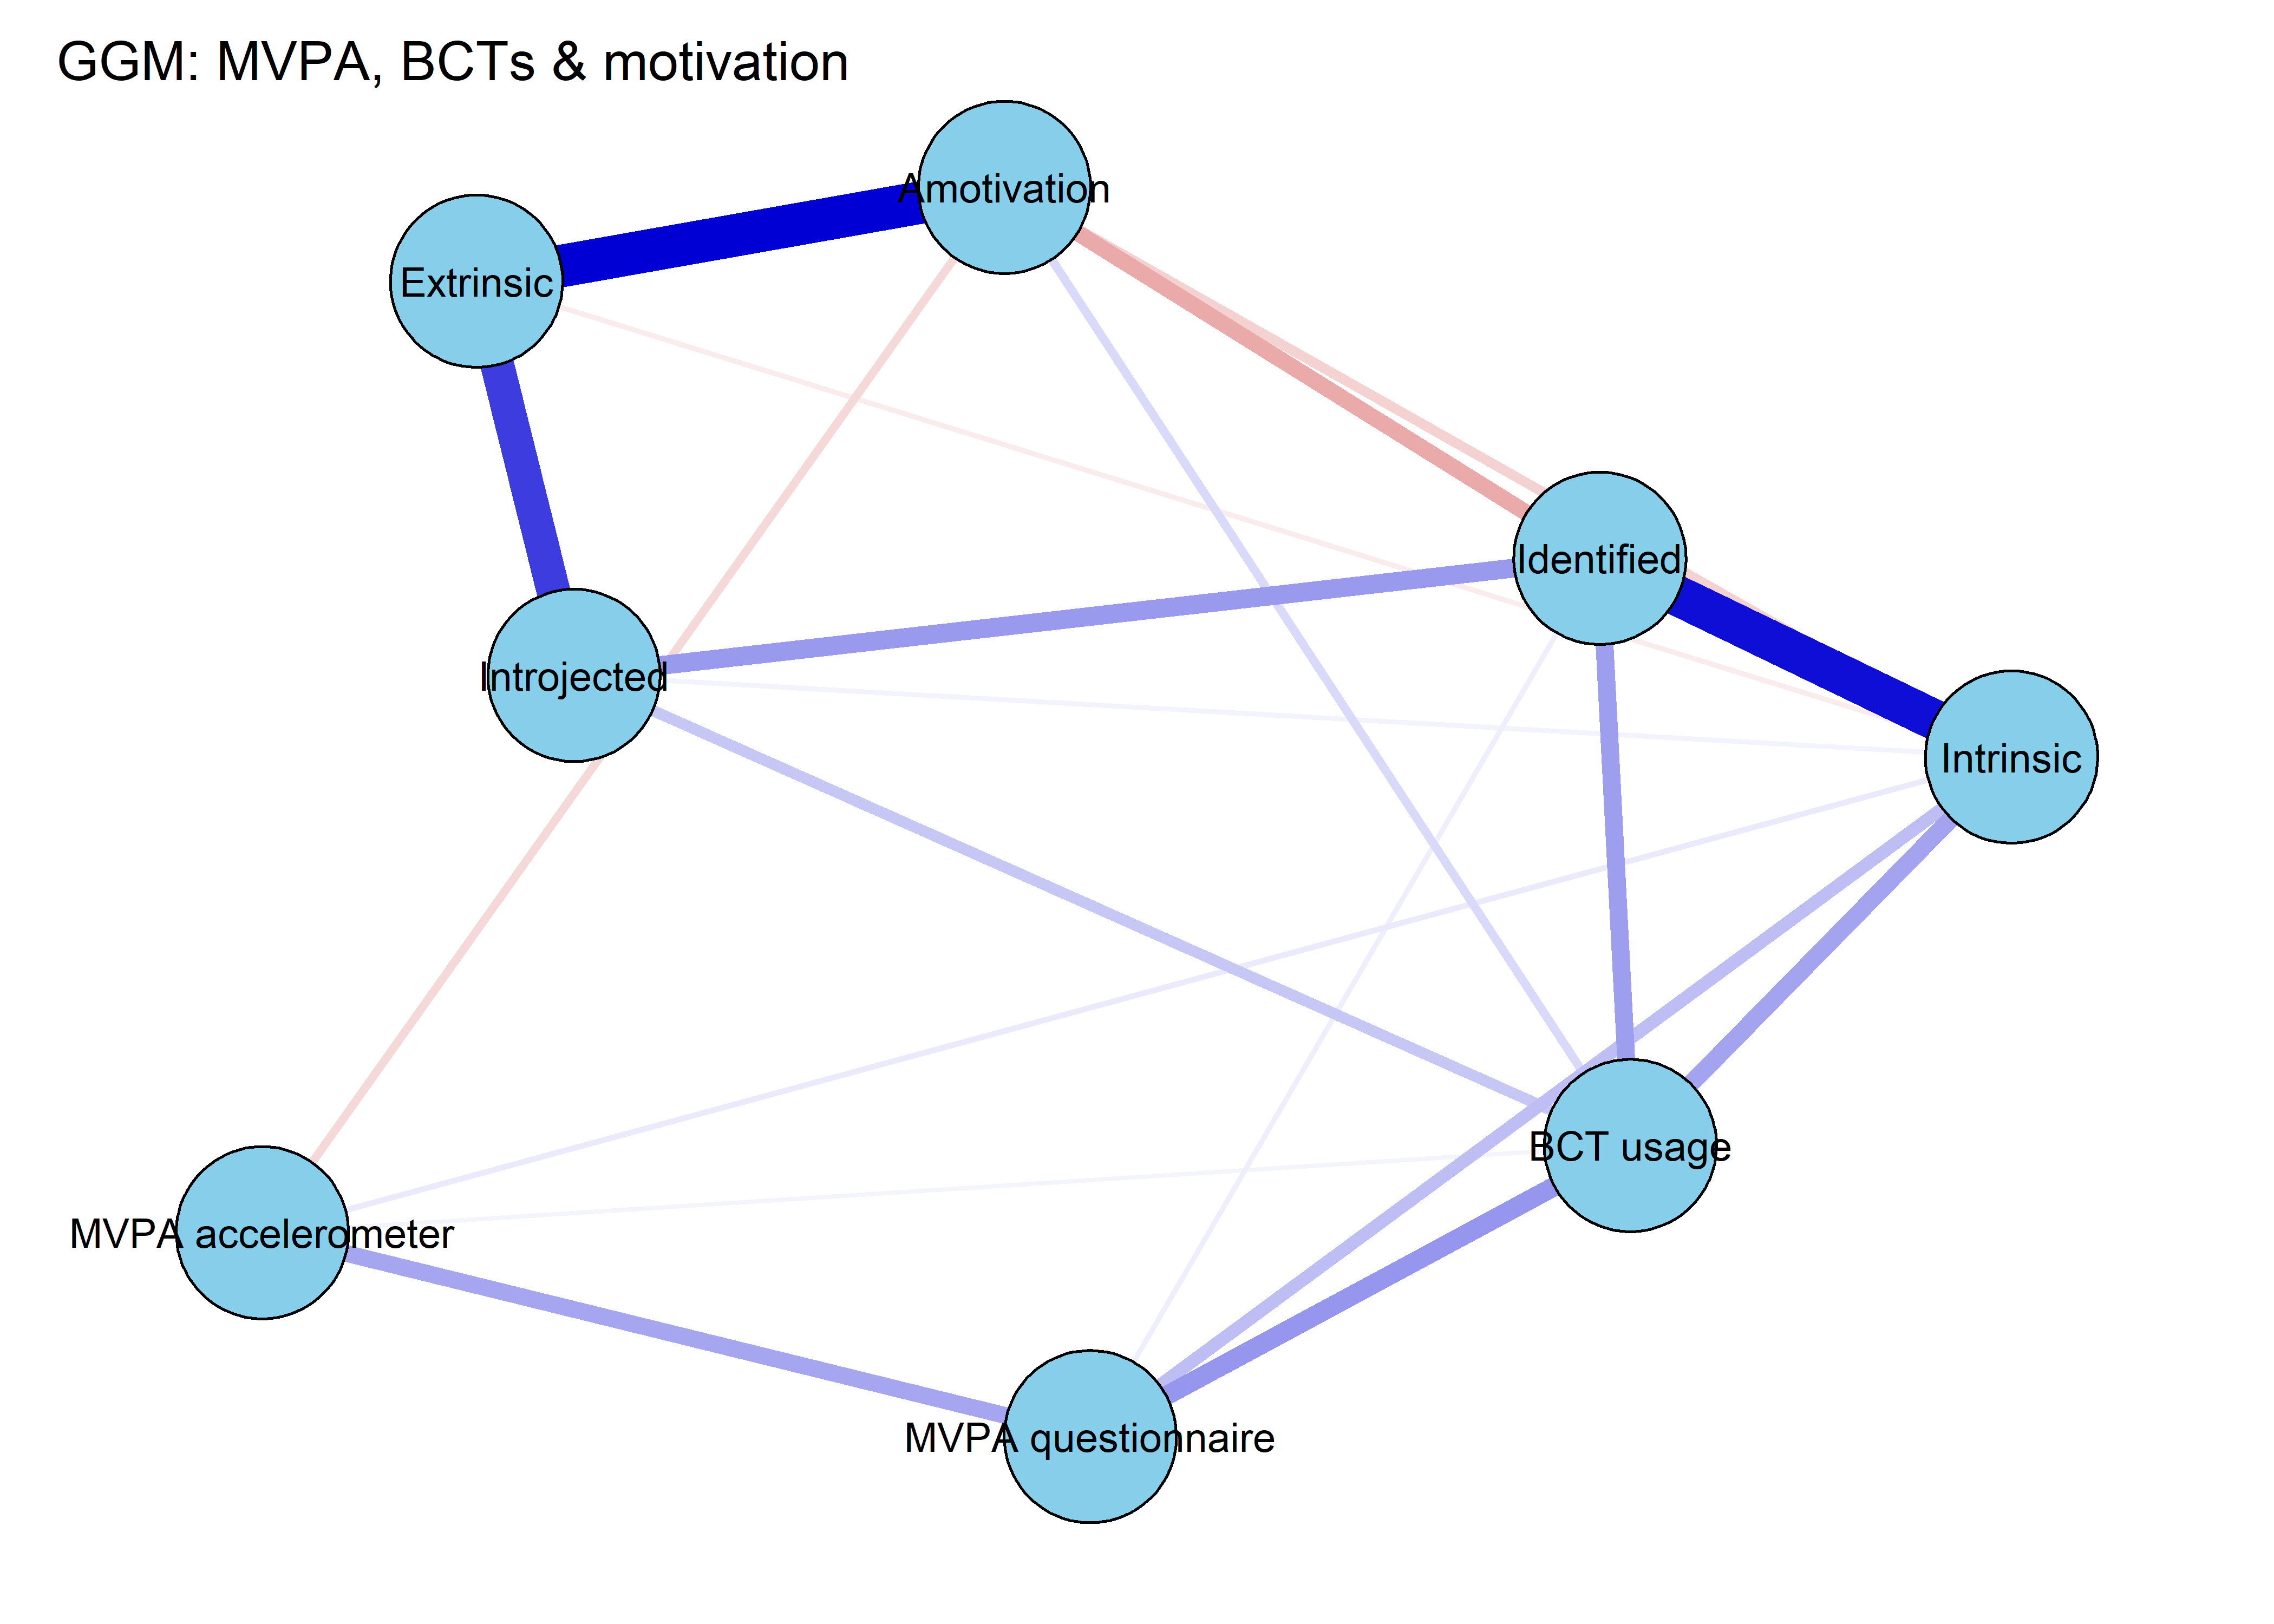 GGM: MVPA, BCTs & motivation
Amotivation
Extrinsic
Identified
Introjected
Intrinsic
BCT usage
MVPA accelerometer
MVPA questionnaire